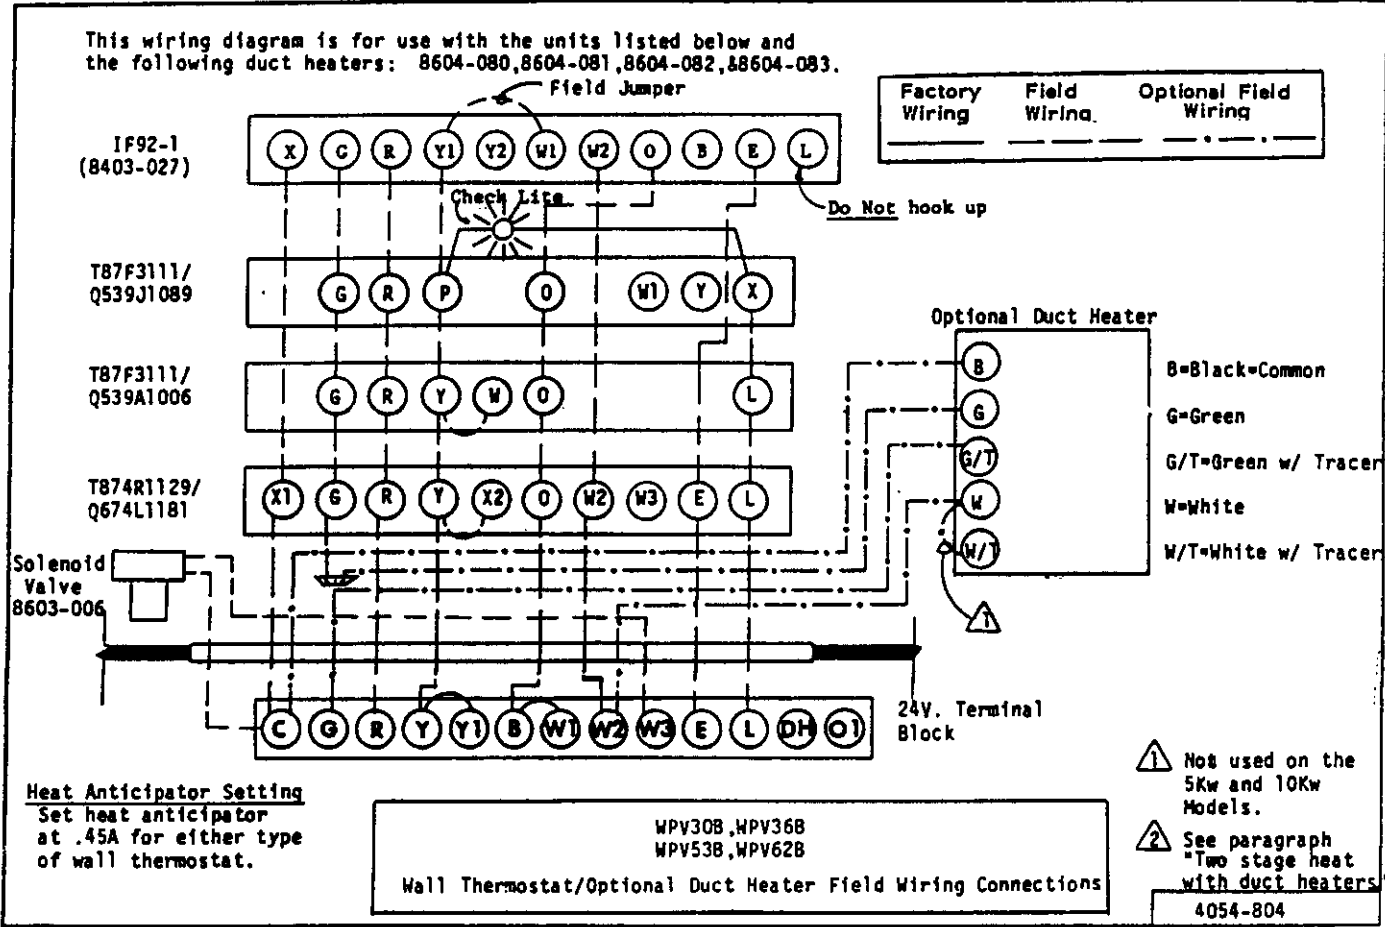 This wiring diagram is for use with the units listed below and
the following duct heaters: 8604-080,8604-081,8604-082,&8604-083.
Field Jumper
Factory Wiring
Field Wiring
Optional Field Wiring
IF92-1
(8403-027)
X G R Y1 Y2 W1 W2 O B E L
Check Lite
Do Not hook up
T87F3111/
Q539J1089
G R P O W1 Y X
T87F3111/
Q539A1006
G R Y W O L
T874R1129/
Q674L1181
X1 G R Y X2 O W2 W3 E L
Optional Duct Heater
B
B=Black=Common
G
G=Green
G/T
G/T=Green w/ Tracer
W
W=White
W/T
W/T=White w/ Tracer
1
Solenoid
Valve
8603-006
C G R Y Y1 B W1 W2 W3 E L DH O1
24V. Terminal
Block
Heat Anticipator Setting
Set heat anticipator
at .45A for either type
of wall thermostat.
WPV30B,WPV36B
WPV53B,WPV62B
Wall Thermostat/Optional Duct Heater Field Wiring Connections
1 Not used on the
5Kw and 10Kw
Models.
2 See paragraph
"Two stage heat
with duct heaters
4054-804